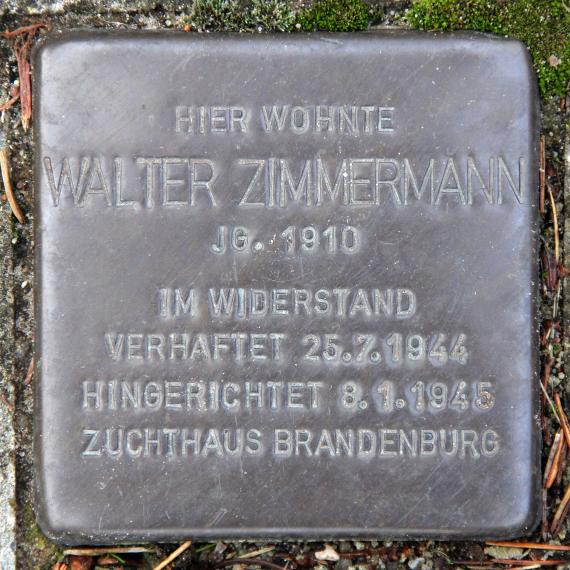 HIER WOHNTE
WALTER ZIMMERMANN
JG. 1910
IM WIDERSTAND
VERHAFTET 25.7.1944
HINGERICHTET 8.1.1945
ZUCHTHAUS BRANDENBURG